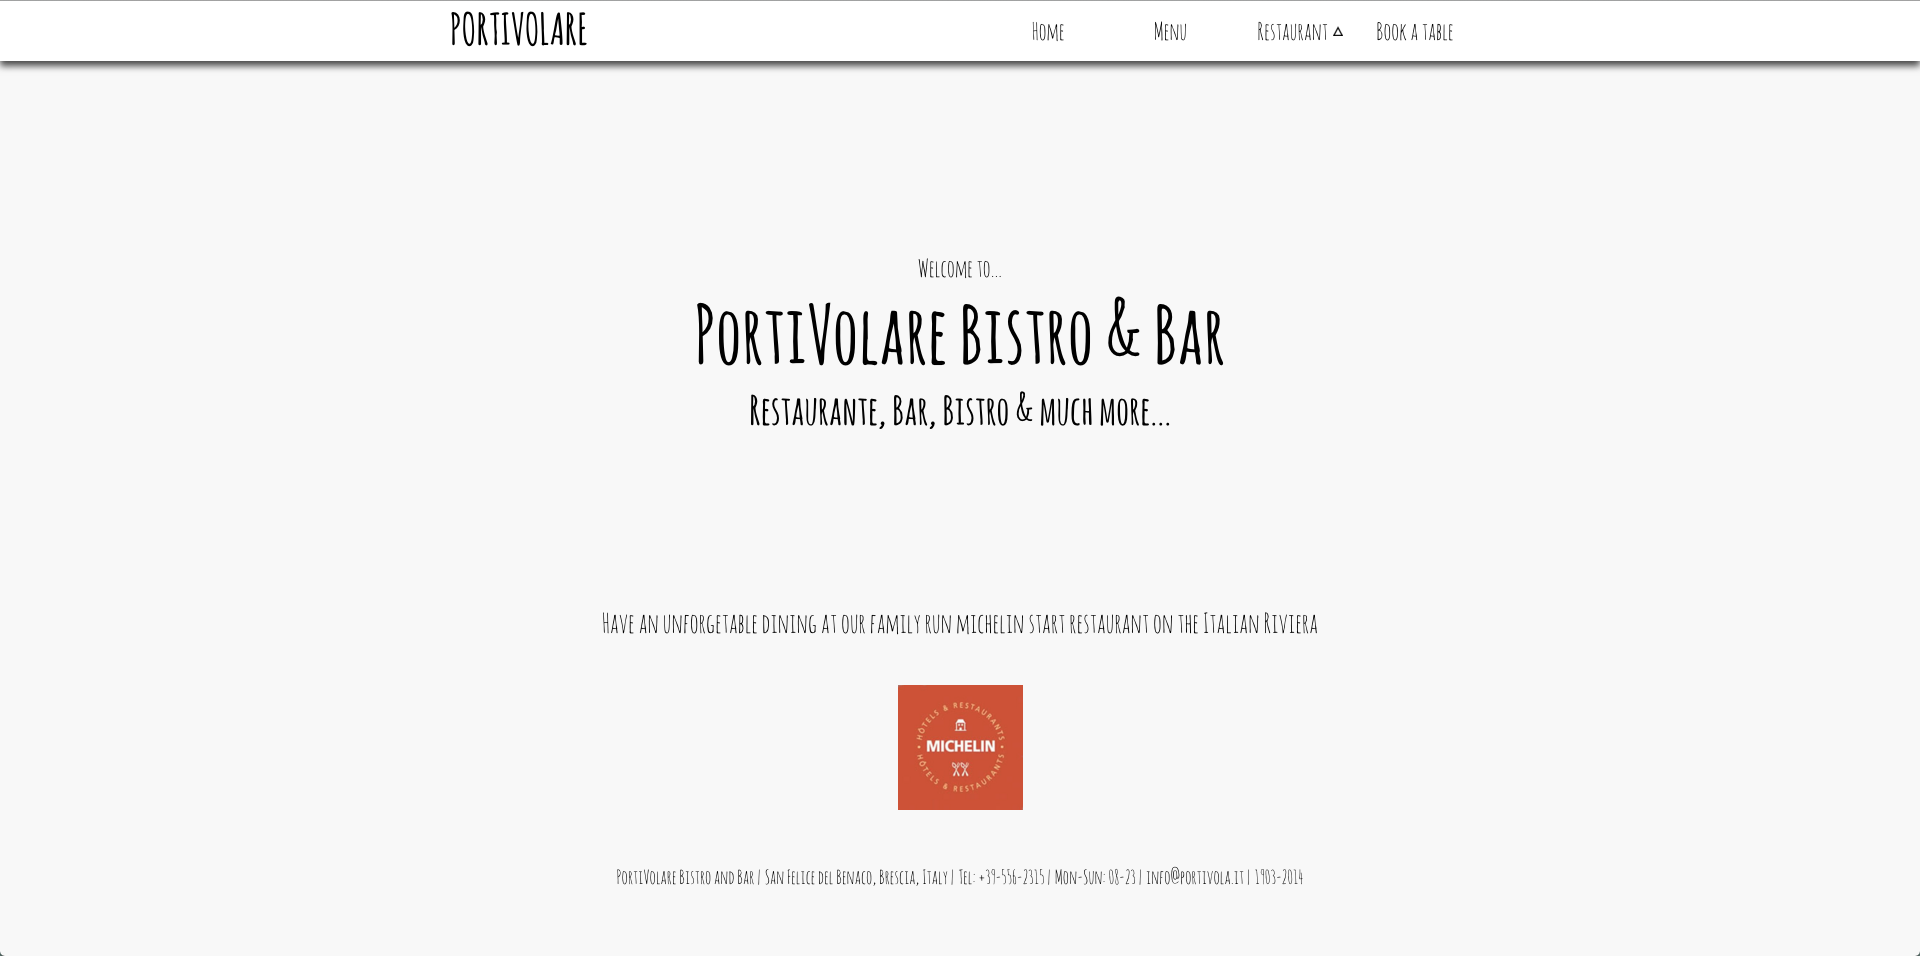 PORTIVOLARE
Home
Menu
Restaurant
Book a table
Welcome to...
PortiVolare Bistro & Bar
Restaurante, Bar, Bistro & much more...
Have an unforgetable dining at our family run michelin start restaurant on the Italian Riviera
HÔTELS & RESTAURANTS
MICHELIN
HÔTELS & RESTAURANTS
PortiVolare Bistro and Bar | San Felice del Benaco, Brescia, Italy | Tel: +39-556-2315 | Mon-Sun: 08-23 | info@portivola.it | 1903-2014